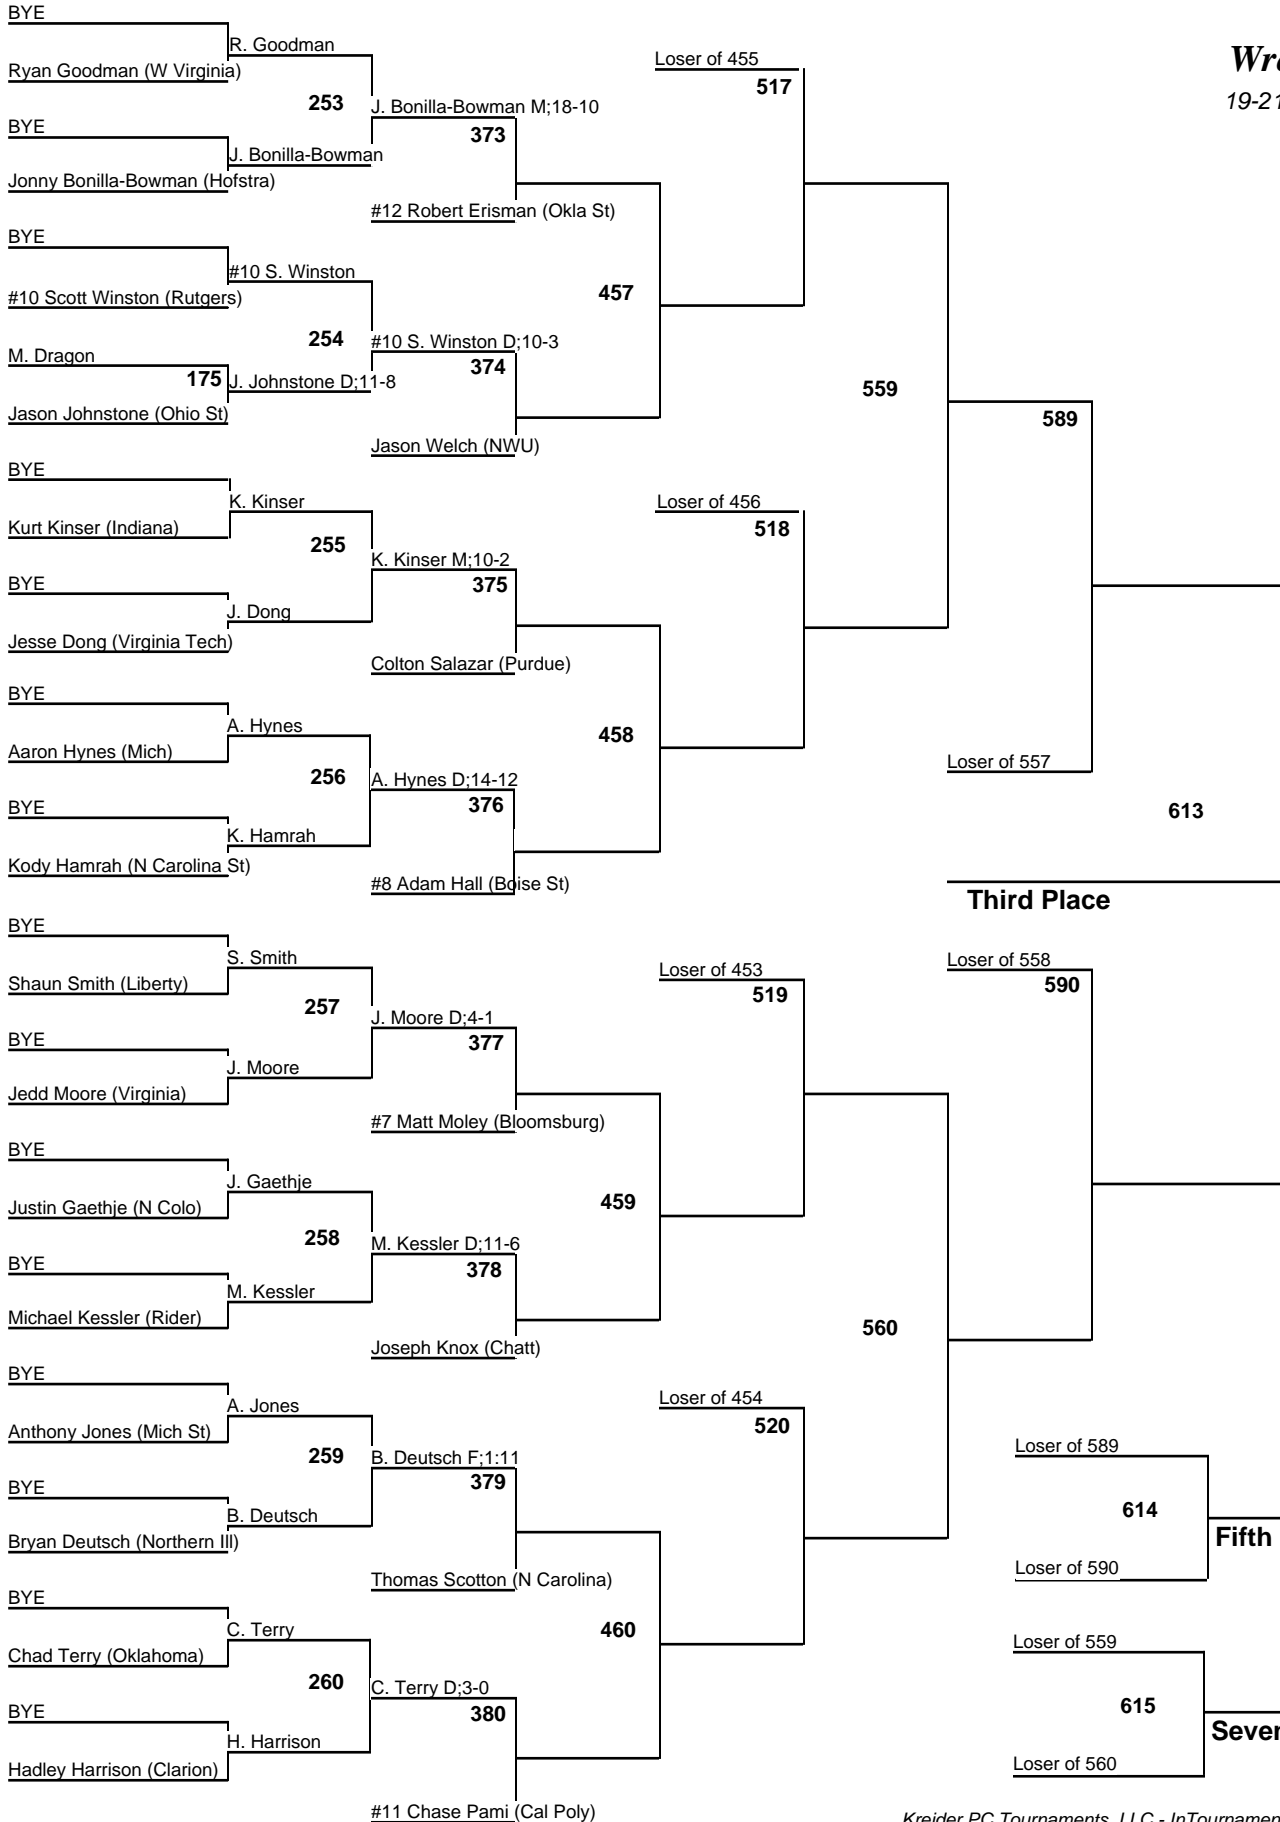 BYE
R. Goodman
Ryan Goodman (W Virginia)
253
J. Bonilla-Bowman M;18-10
373
BYE
J. Bonilla-Bowman
Jonny Bonilla-Bowman (Hofstra)
#12 Robert Erisman (Okla St)
BYE
#10 S. Winston
#10 Scott Winston (Rutgers)
254
#10 S. Winston D;10-3
374
M. Dragon
175
J. Johnstone D;11-8
Jason Johnstone (Ohio St)
Jason Welch (NWU)
457
Loser of 455
517
559
BYE
K. Kinser
Kurt Kinser (Indiana)
255
K. Kinser M;10-2
375
BYE
J. Dong
Jesse Dong (Virginia Tech)
Colton Salazar (Purdue)
BYE
A. Hynes
Aaron Hynes (Mich)
256
A. Hynes D;14-12
376
BYE
K. Hamrah
Kody Hamrah (N Carolina St)
#8 Adam Hall (Boise St)
458
Loser of 456
518
589
Loser of 557
613
Third Place
19-21
BYE
S. Smith
Shaun Smith (Liberty)
257
J. Moore D;4-1
377
BYE
J. Moore
Jedd Moore (Virginia)
#7 Matt Moley (Bloomsburg)
BYE
J. Gaethje
Justin Gaethje (N Colo)
258
M. Kessler D;11-6
378
BYE
M. Kessler
Michael Kessler (Rider)
Joseph Knox (Chatt)
459
Loser of 453
519
Loser of 558
590
560
BYE
A. Jones
Anthony Jones (Mich St)
259
B. Deutsch F;1:11
379
BYE
B. Deutsch
Bryan Deutsch (Northern Ill)
Thomas Scotton (N Carolina)
BYE
C. Terry
Chad Terry (Oklahoma)
260
C. Terry D;3-0
380
BYE
H. Harrison
Hadley Harrison (Clarion)
#11 Chase Pami (Cal Poly)
460
Loser of 454
520
Loser of 589
614
Fifth
Loser of 590
Loser of 559
615
Loser of 560
Kreider PC Tournaments, LLC -